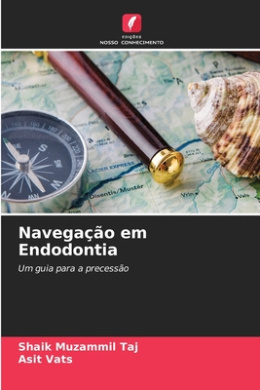 edições
NOSSO CONHECIMENTO
Navegação em
Endodontia
Um guia para a precessão
Shaik Muzammil Taj
Asit Vats